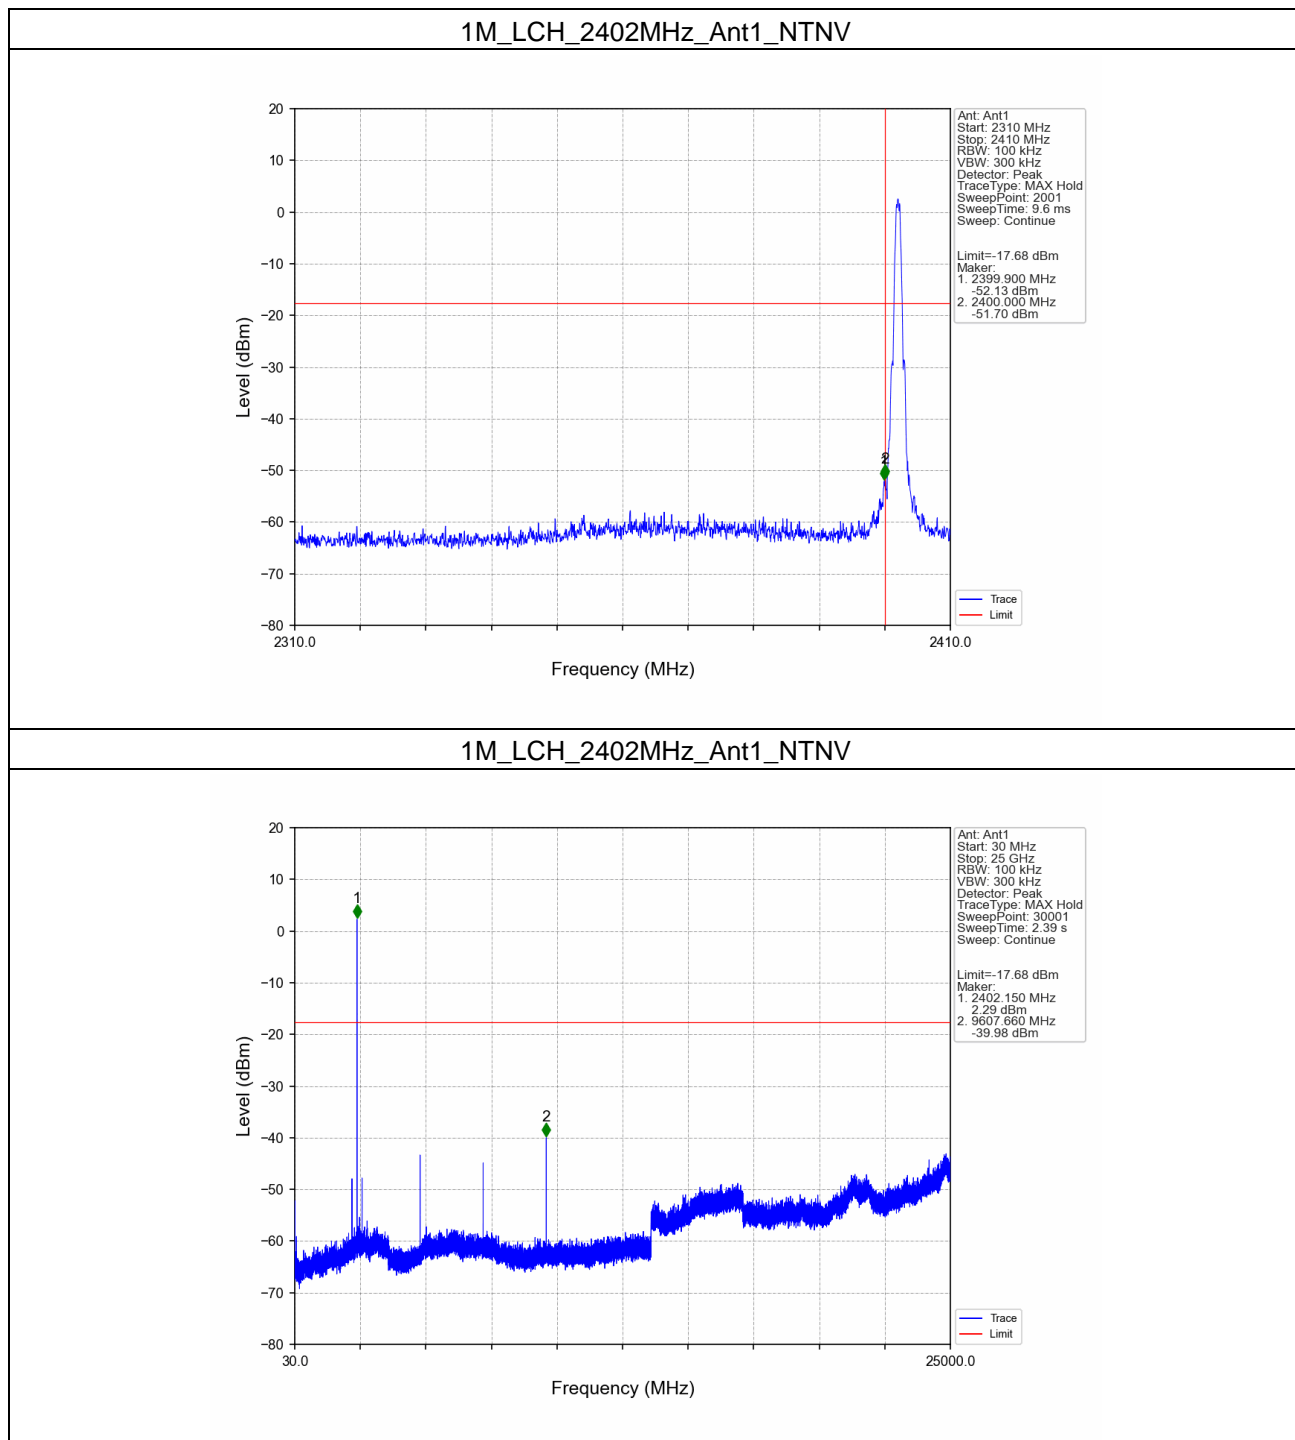 1M_LCH_2402MHz_Ant1_NTNV
20
10
0
−10
−20
−30
−40
−50
−60
−70
−80
Level (dBm)
2310.0
2410.0
Frequency (MHz)
2
Ant: Ant1
Start: 2310 MHz
Stop: 2410 MHz
RBW: 100 kHz
VBW: 300 kHz
Detector: Peak
TraceType: MAX Hold
SweepPoint: 2001
SweepTime: 9.6 ms
Sweep: Continue
Limit=-17.68 dBm
Maker:
1. 2399.900 MHz
-52.13 dBm
2. 2400.000 MHz
-51.70 dBm
Trace
Limit
1M_LCH_2402MHz_Ant1_NTNV
20
10
0
−10
−20
−30
−40
−50
−60
−70
−80
Level (dBm)
30.0
25000.0
Frequency (MHz)
1
2
Ant: Ant1
Start: 30 MHz
Stop: 25 GHz
RBW: 100 kHz
VBW: 300 kHz
Detector: Peak
TraceType: MAX Hold
SweepPoint: 30001
SweepTime: 2.39 s
Sweep: Continue
Limit=-17.68 dBm
Maker:
1. 2402.150 MHz
2.29 dBm
2. 9607.660 MHz
-39.98 dBm
Trace
Limit